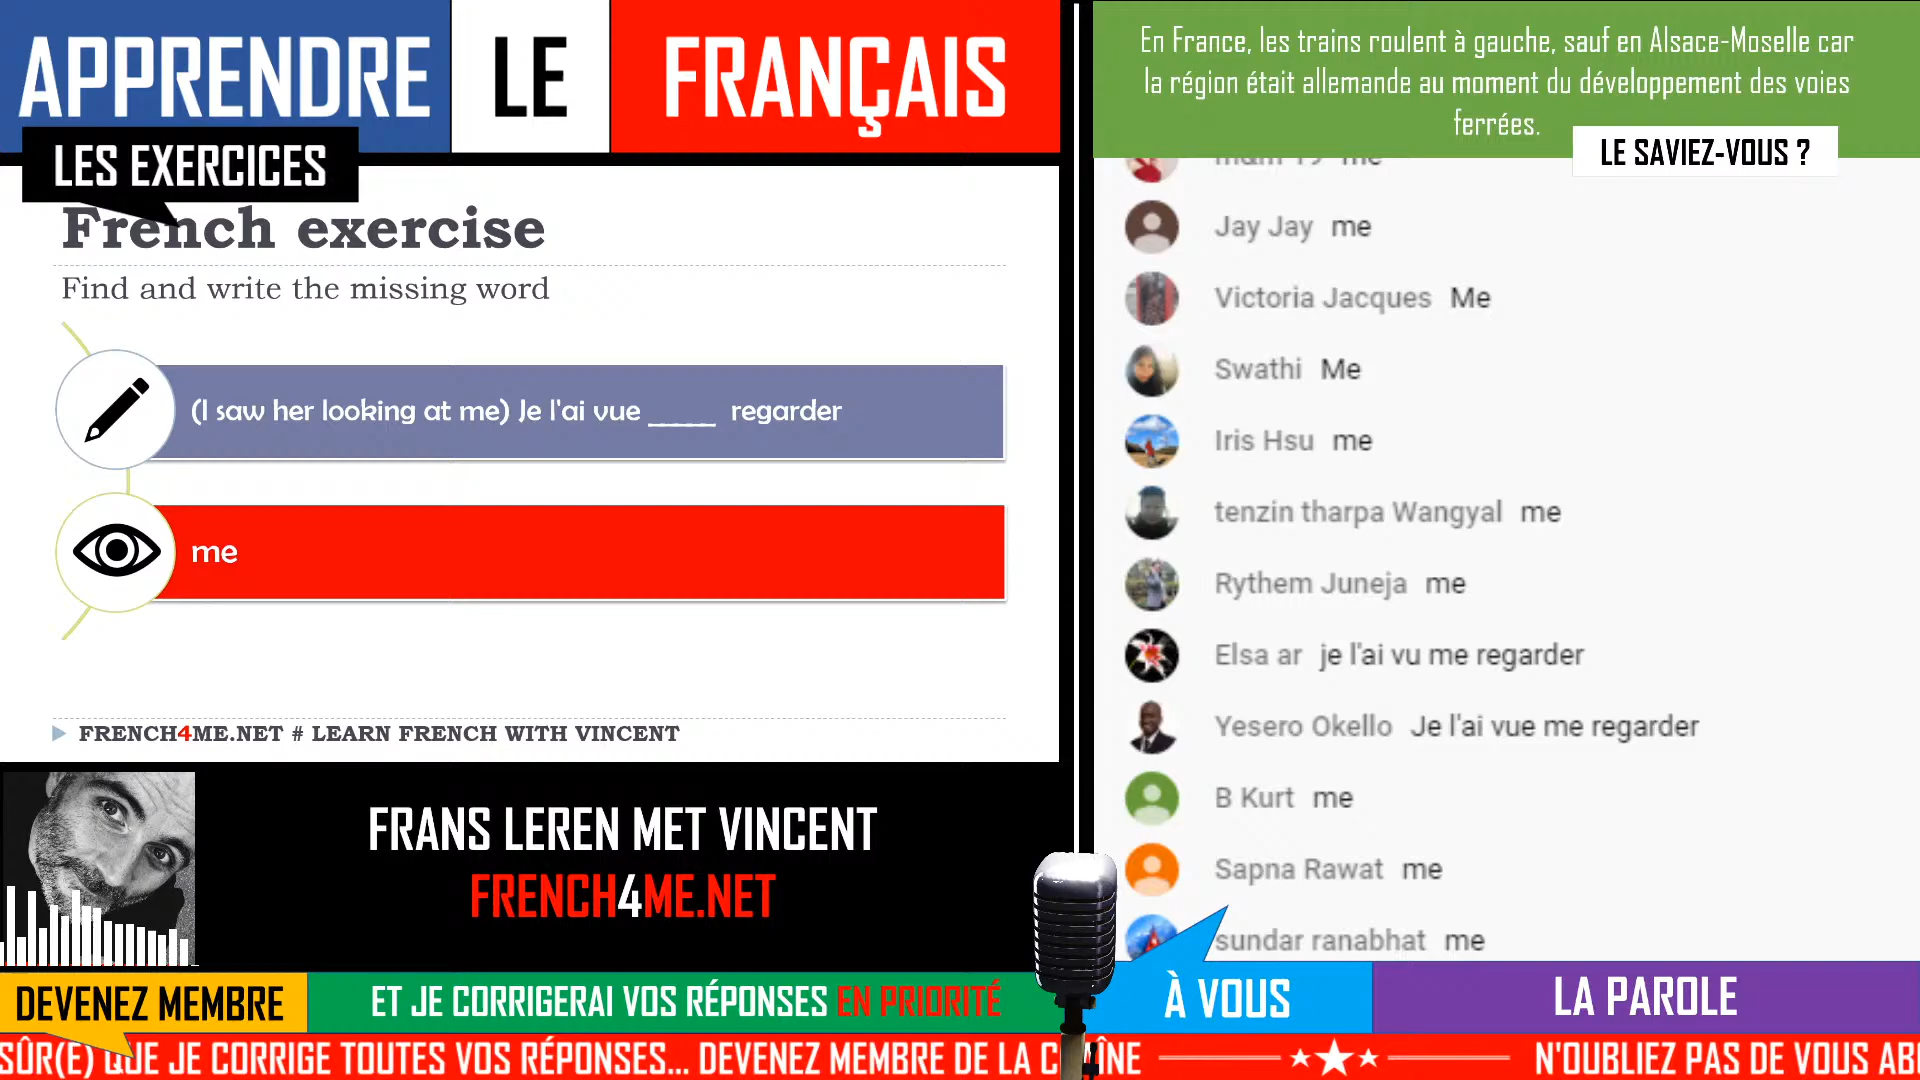 APPRENDRE LE FRANÇAIS
LES EXERCICES
French exercise
Find and write the missing word
(I saw her looking at me) Je l'ai vue _____ regarder
me
FRENCH4ME.NET # LEARN FRENCH WITH VINCENT
FRANS LEREN MET VINCENT
FRENCH4ME.NET
En France, les trains roulent à gauche, sauf en Alsace-Moselle car
la région était allemande au moment du développement des voies
ferrées.
LE SAVIEZ-VOUS ?
me
Jay Jay me
Victoria Jacques Me
Swathi Me
Iris Hsu me
tenzin tharpa Wangyal me
Rythem Juneja me
Elsa ar je l'ai vu me regarder
Yesero Okello Je l'ai vue me regarder
B Kurt me
Sapna Rawat me
sundar ranabhat me
DEVENEZ MEMBRE
ET JE CORRIGERAI VOS RÉPONSES EN PRIORITÉ
À VOUS
LA PAROLE
SÛR(E) QUE JE CORRIGE TOUTES VOS RÉPONSES... DEVENEZ MEMBRE DE LA N'OUBLIEZ PAS DE VOUS